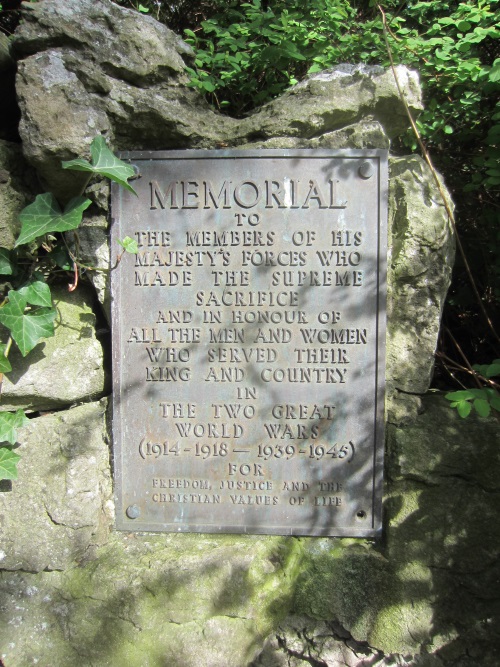 MEMORIAL
TO
THE MEMBERS OF HIS
MAJESTY'S FORCES WHO
MADE THE SUPREME
SACRIFICE
AND IN HONOUR OF
ALL THE MEN AND WOMEN
WHO SERVED THEIR
KING AND COUNTRY
IN
THE TWO GREAT
WORLD WARS
(1914-1918 — 1939-1945)
FOR
FREEDOM, JUSTICE AND THE
CHRISTIAN VALUES OF LIFE